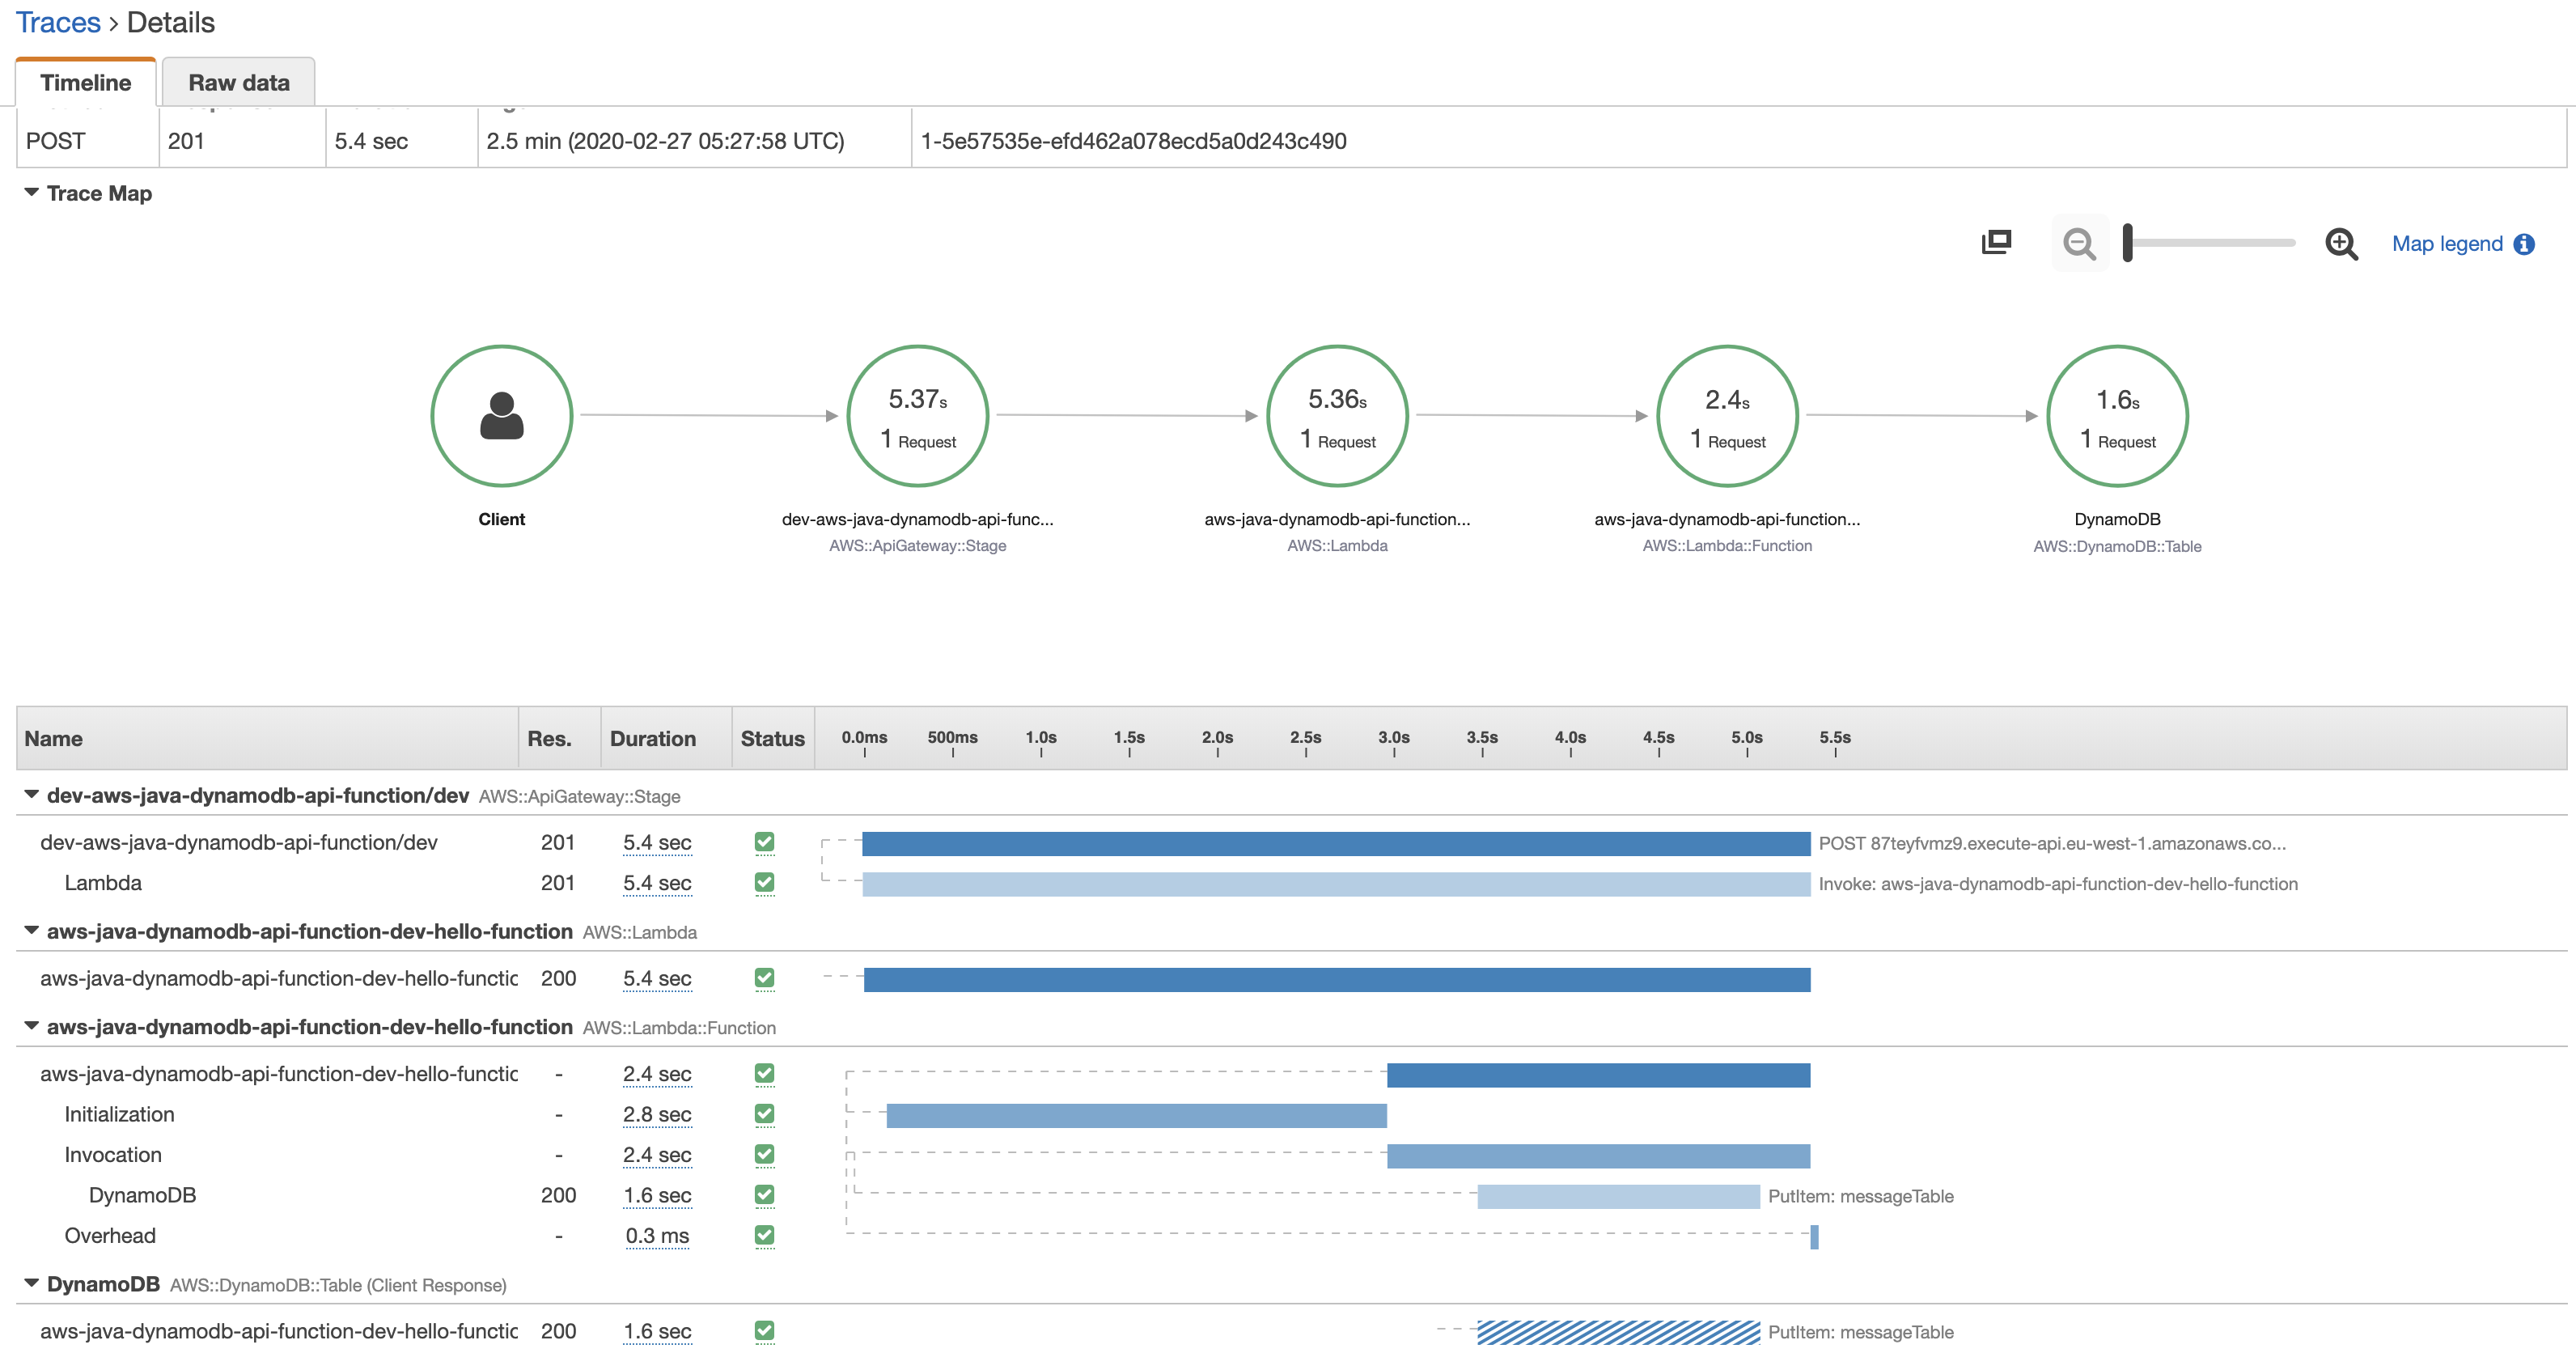 Traces > Details
Timeline Raw data
POST 201 5.4 sec 2.5 min (2020-02-27 05:27:58 UTC) 1-5e57535e-efd462a078ecd5a0d243c490
Trace Map
Map legend
5.37s 5.36s 2.4s 1.6s
1 Request 1 Request 1 Request 1 Request
Client dev-aws-java-dynamodb-api-func... aws-java-dynamodb-api-function... aws-java-dynamodb-api-function... DynamoDB
AWS::ApiGateway::Stage AWS::Lambda AWS::Lambda::Function AWS::DynamoDB::Table
Name Res. Duration Status 0.0ms 500ms 1.0s 1.5s 2.0s 2.5s 3.0s 3.5s 4.0s 4.5s 5.0s 5.5s
dev-aws-java-dynamodb-api-function/dev AWS::ApiGateway::Stage
dev-aws-java-dynamodb-api-function/dev 201 5.4 sec POST 87teyfvmz9.execute-api.eu-west-1.amazonaws.co...
Lambda 201 5.4 sec Invoke: aws-java-dynamodb-api-function-dev-hello-function
aws-java-dynamodb-api-function-dev-hello-function AWS::Lambda
aws-java-dynamodb-api-function-dev-hello-functic 200 5.4 sec
aws-java-dynamodb-api-function-dev-hello-function AWS::Lambda::Function
aws-java-dynamodb-api-function-dev-hello-functic - 2.4 sec
Initialization - 2.8 sec
Invocation - 2.4 sec
DynamoDB 200 1.6 sec PutItem: messageTable
Overhead - 0.3 ms
DynamoDB AWS::DynamoDB::Table (Client Response)
aws-java-dynamodb-api-function-dev-hello-functic 200 1.6 sec PutItem: messageTable